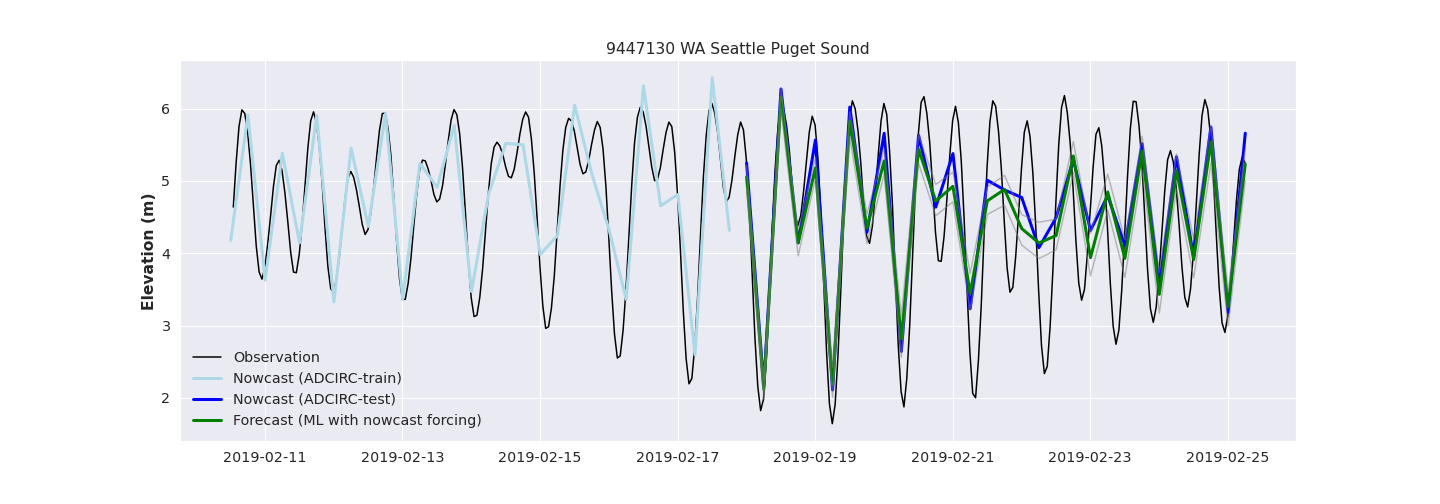 9447130 WA Seattle Puget Sound
Elevation (m)
6
5
4
3
2
Observation
Nowcast (ADCIRC-train)
Nowcast (ADCIRC-test)
Forecast (ML with nowcast forcing)
2019-02-11 2019-02-13 2019-02-15 2019-02-17 2019-02-19 2019-02-21 2019-02-23 2019-02-25